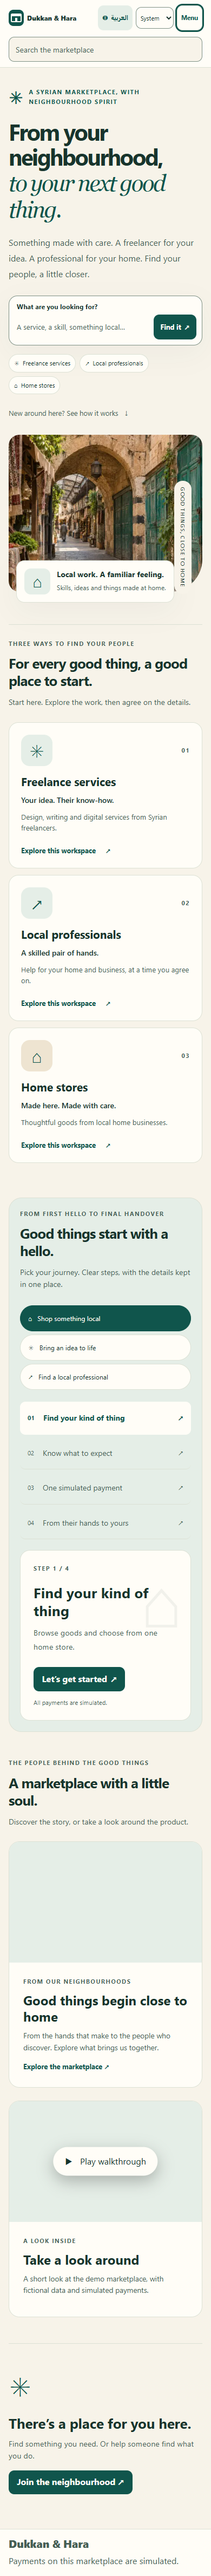 Dukkan & Hara
العربية
System
Menu
Search the marketplace
A SYRIAN MARKETPLACE, WITH
NEIGHBOURHOOD SPIRIT
From your
neighbourhood,
to your next good
thing.
Something made with care. A freelancer for your
idea. A professional for your home. Find your
people, a little closer.
What are you looking for?
A service, a skill, something local...
Find it ↗
Freelance services
Local professionals
Home stores
New around here? See how it works ↓
GOOD THINGS, CLOSE TO HOME
Local work. A familiar feeling.
Skills, ideas and things made at home.
THREE WAYS TO FIND YOUR PEOPLE
For every good thing, a good
place to start.
Start here. Explore the work, then agree on the details.
01
Freelance services
Your idea. Their know-how.
Design, writing and digital services from Syrian
freelancers.
Explore this workspace ↗
02
Local professionals
A skilled pair of hands.
Help for your home and business, at a time you agree
on.
Explore this workspace ↗
03
Home stores
Made here. Made with care.
Thoughtful goods from local home businesses.
Explore this workspace ↗
FROM FIRST HELLO TO FINAL HANDOVER
Good things start with a
hello.
Pick your journey. Clear steps, with the details kept
in one place.
Shop something local
Bring an idea to life
Find a local professional
01 Find your kind of thing ↗
02 Know what to expect ↗
03 One simulated payment ↗
04 From their hands to yours ↗
STEP 1 / 4
Find your kind of
thing
Browse goods and choose from one
home store.
Let's get started ↗
All payments are simulated.
THE PEOPLE BEHIND THE GOOD THINGS
A marketplace with a little
soul.
Discover the story, or take a look around the product.
FROM OUR NEIGHBOURHOODS
Good things begin close to
home
From the hands that make to the people who
discover. Explore what brings us together.
Explore the marketplace ↗
Play walkthrough
A LOOK INSIDE
Take a look around
A short look at the demo marketplace, with
fictional data and simulated payments.
There's a place for you here.
Find something you need. Or help someone find what
you do.
Join the neighbourhood ↗
Dukkan & Hara
Payments on this marketplace are simulated.